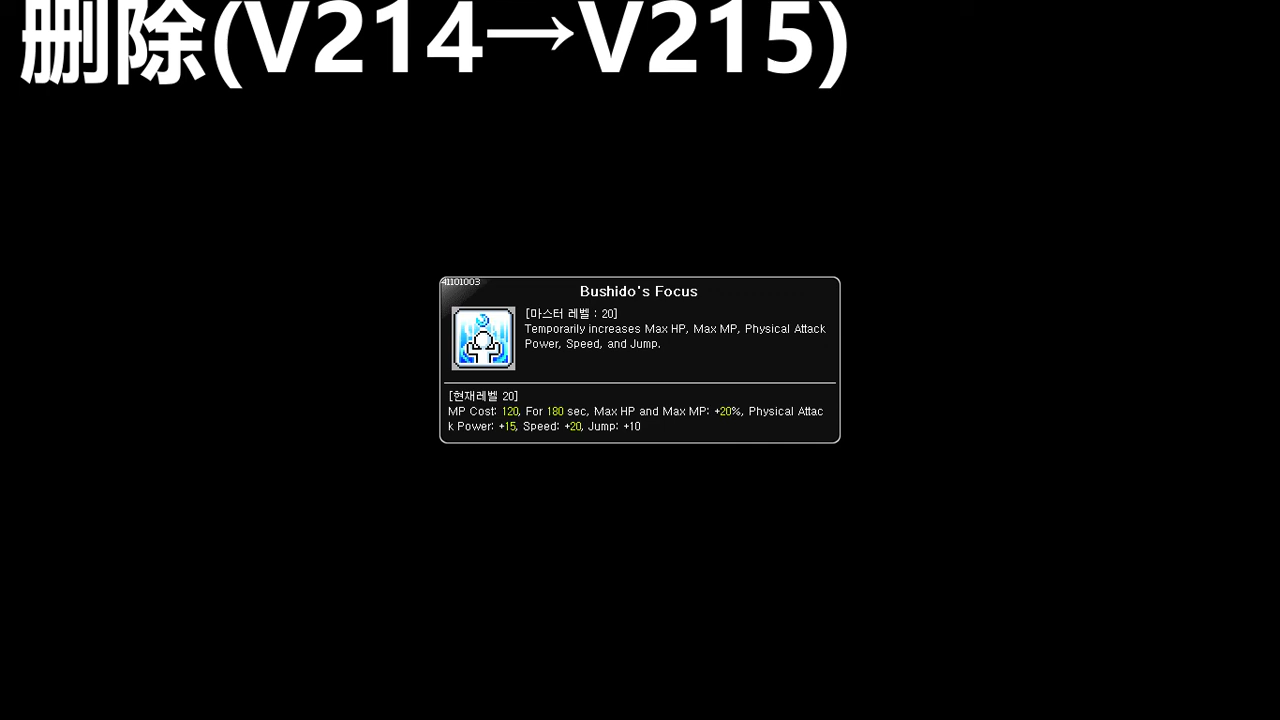 删除(V214→V215)
41101003
Bushido's Focus
[마스터 레벨 : 20]
Temporarily increases Max HP, Max MP, Physical Attack
Power, Speed, and Jump.
[현재레벨 20]
MP Cost: 120, For 180 sec, Max HP and Max MP: +20%, Physical Attac
k Power: +15, Speed: +20, Jump: +10